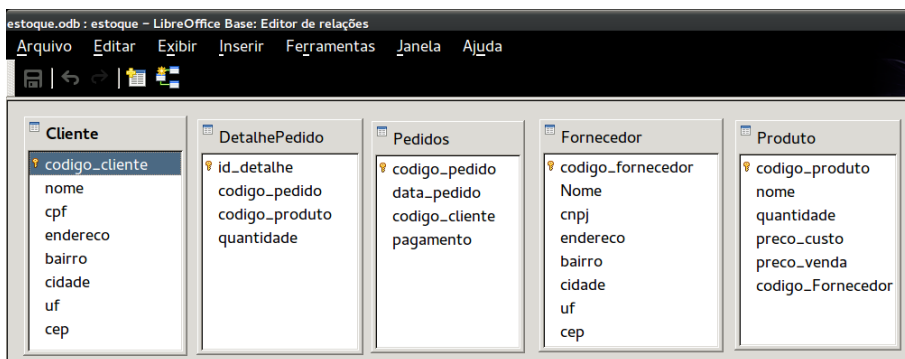 estoque.odb : estoque – LibreOffice Base: Editor de relações
Arquivo Editar Exibir Inserir Ferramentas Janela Ajuda
Cliente
codigo_cliente
nome
cpf
endereco
bairro
cidade
uf
cep
DetalhePedido
id_detalhe
codigo_pedido
codigo_produto
quantidade
Pedidos
codigo_pedido
data_pedido
codigo_cliente
pagamento
Fornecedor
codigo_fornecedor
Nome
cnpj
endereco
bairro
cidade
uf
cep
Produto
codigo_produto
nome
quantidade
preco_custo
preco_venda
codigo_Fornecedor